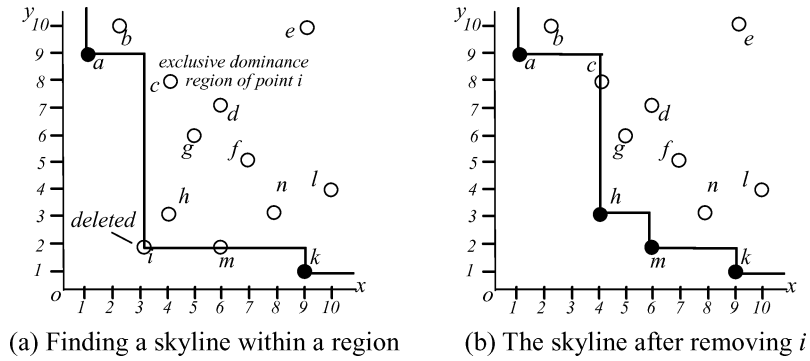 y
10
9
8
7
6
5
4
3
2
1
O
1 2 3 4 5 6 7 8 9 10
x
a
b
c
d
e
f
g
h
i
k
l
m
n
exclusive dominance
region of point i
deleted
(a) Finding a skyline within a region
y
10
9
8
7
6
5
4
3
2
1
O
1 2 3 4 5 6 7 8 9 10
x
a
b
c
d
e
f
g
h
k
l
m
n
(b) The skyline after removing i